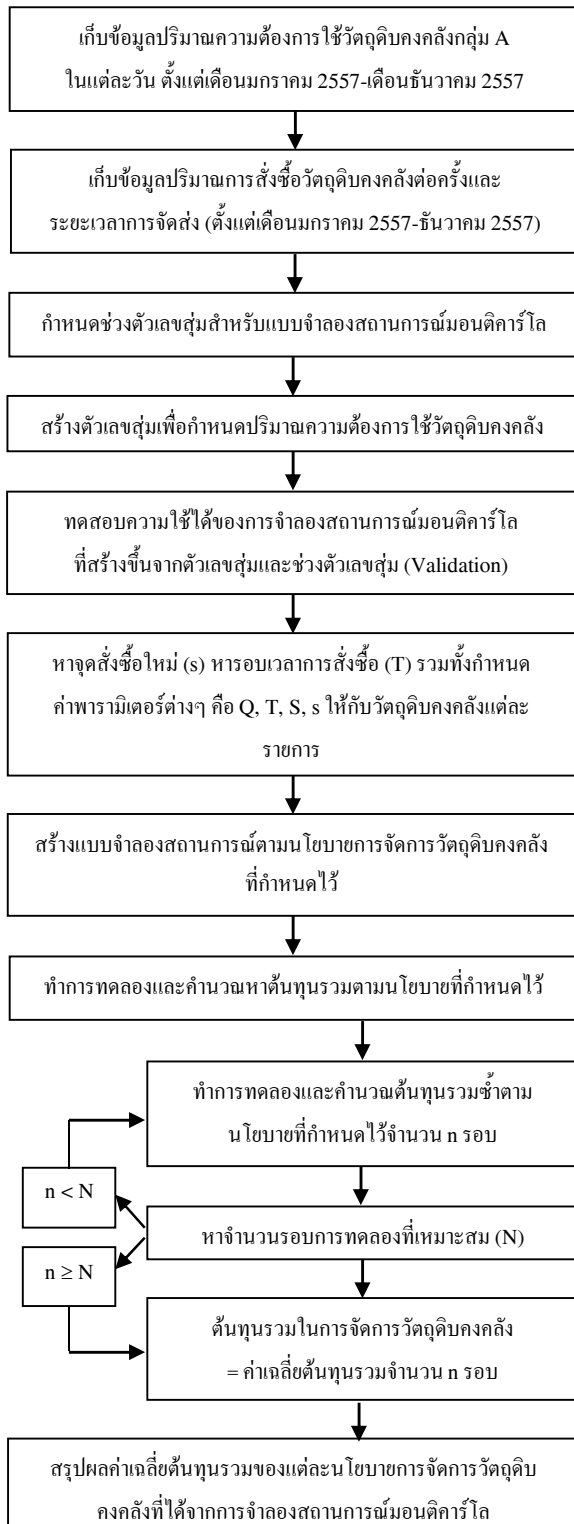 เก็บข้อมูลปริมาณความต้องการใช้วัตถุดิบคงคลังกลุ่ม A
ในแต่ละวัน ตั้งแต่เดือนมกราคม 2557-เดือนธันวาคม 2557
เก็บข้อมูลปริมาณการสั่งซื้อวัตถุดิบคงคลังต่อครั้งและ
ระยะเวลาการจัดส่ง (ตั้งแต่เดือนมกราคม 2557-ธันวาคม 2557)
กำหนดช่วงตัวเลขสุ่มสำหรับแบบจำลองสถานการณ์มอนติคาร์โล
สร้างตัวเลขสุ่มเพื่อกำหนดปริมาณความต้องการใช้วัตถุดิบคงคลัง
ทดสอบความใช้ได้ของการจำลองสถานการณ์มอนติคาร์โล
ที่สร้างขึ้นจากตัวเลขสุ่มและช่วงตัวเลขสุ่ม (Validation)
หาจุดสั่งซื้อใหม่ (s) หารอบเวลาการสั่งซื้อ (T) รวมทั้งกำหนด
ค่าพารามิเตอร์ต่างๆ คือ Q, T, S, s ให้กับวัตถุดิบคงคลังแต่ละ
รายการ
สร้างแบบจำลองสถานการณ์ตามนโยบายการจัดการวัตถุดิบคงคลัง
ที่กำหนดไว้
ทำการทดลองและคำนวณหาต้นทุนรวมตามนโยบายที่กำหนดไว้
ทำการทดลองและคำนวณต้นทุนรวมซ้ำตาม
นโยบายที่กำหนดไว้จำนวน n รอบ
n < N
หาจำนวนรอบการทดลองที่เหมาะสม (N)
n ≥ N
ต้นทุนรวมในการจัดการวัตถุดิบคงคลัง
= ค่าเฉลี่ยต้นทุนรวมจำนวน n รอบ
สรุปผลค่าเฉลี่ยต้นทุนรวมของแต่ละนโยบายการจัดการวัตถุดิบ
คงคลังที่ได้จากการจำลองสถานการณ์มอนติคาร์โล